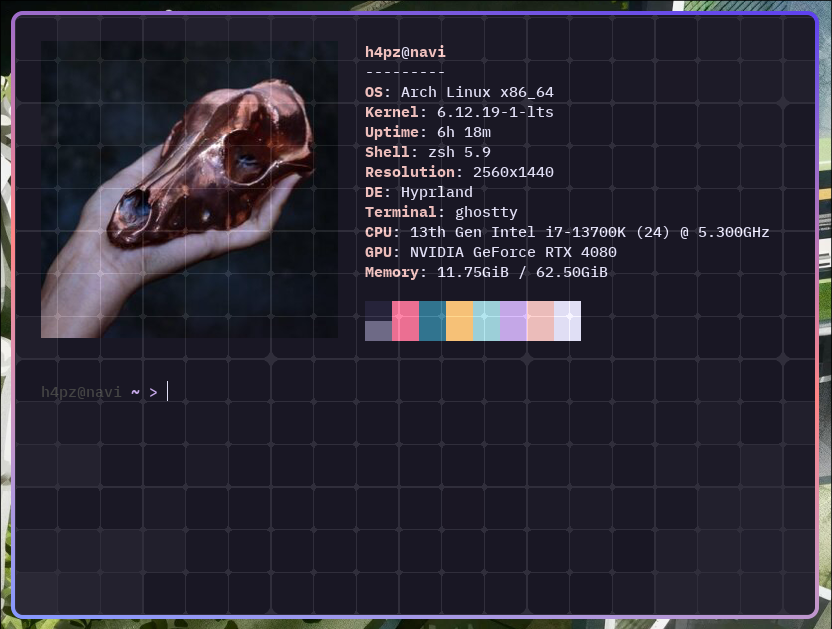 h4pz@navi
---------
OS: Arch Linux x86_64
Kernel: 6.12.19-1-lts
Uptime: 6h 18m
Shell: zsh 5.9
Resolution: 2560x1440
DE: Hyprland
Terminal: ghostty
CPU: 13th Gen Intel i7-13700K (24) @ 5.300GHz
GPU: NVIDIA GeForce RTX 4080
Memory: 11.75GiB / 62.50GiB
h4pz@navi ~ >